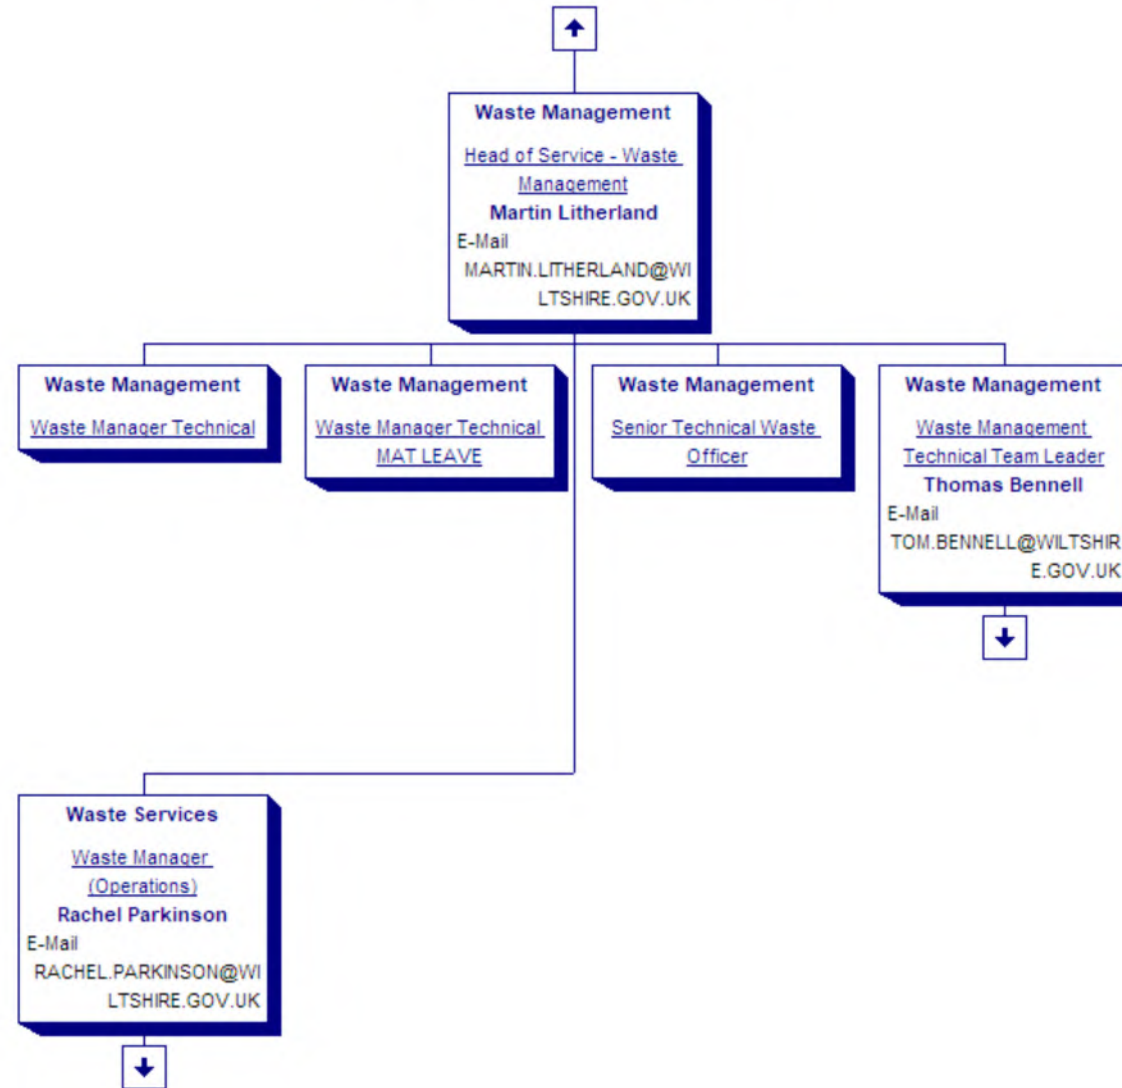 Waste Management
Head of Service - Waste
Management
Martin Litherland
E-Mail
MARTIN.LITHERLAND@WI
LTSHIRE.GOV.UK
Waste Management
Waste Manager Technical
Waste Management
Waste Manager Technical
MAT LEAVE
Waste Management
Senior Technical Waste
Officer
Waste Management
Waste Management
Technical Team Leader
Thomas Bennell
E-Mail
TOM.BENNELL@WILTSHIR
E.GOV.UK
Waste Services
Waste Manager
(Operations)
Rachel Parkinson
E-Mail
RACHEL.PARKINSON@WI
LTSHIRE.GOV.UK